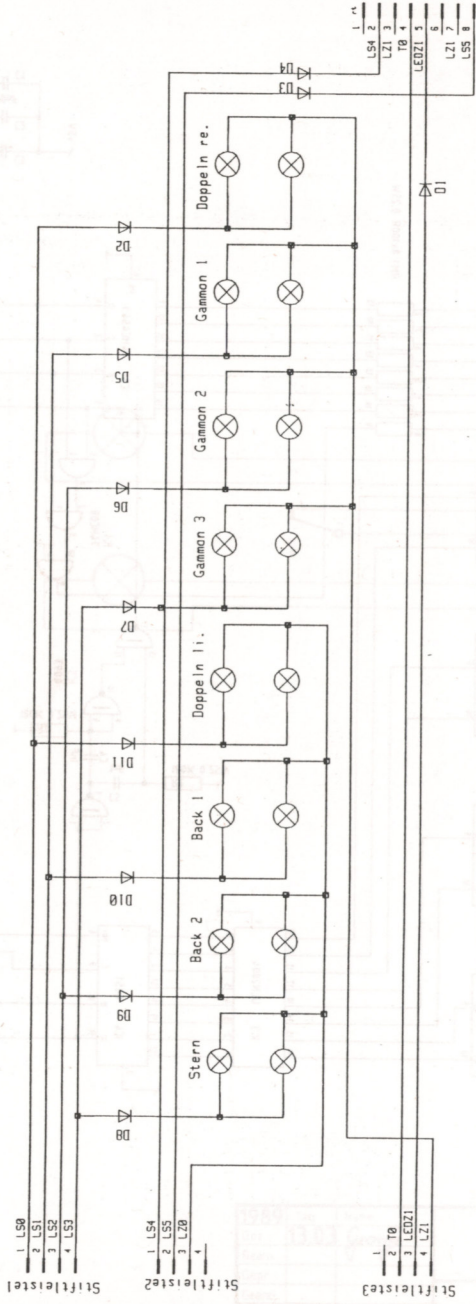 1
LS4 2
LZ1 3
T0 4
LEDZ1 5
6
LZ1 7
LS5 8
D4
D3
D1
Doppeln re.
D2
Gammon 1
D5
Gammon 2
D6
Gammon 3
D7
Doppeln li.
D11
Back 1
D10
Back 2
D9
Stern
D8
1 LS0
2 LS1
3 LS2
4 LS3
Stiftleiste1
1 LS4
2 LS5
3 LZ0
4
Stiftleiste2
1
2 T0
3 LEDZ1
4 LZ1
Stiftleiste3